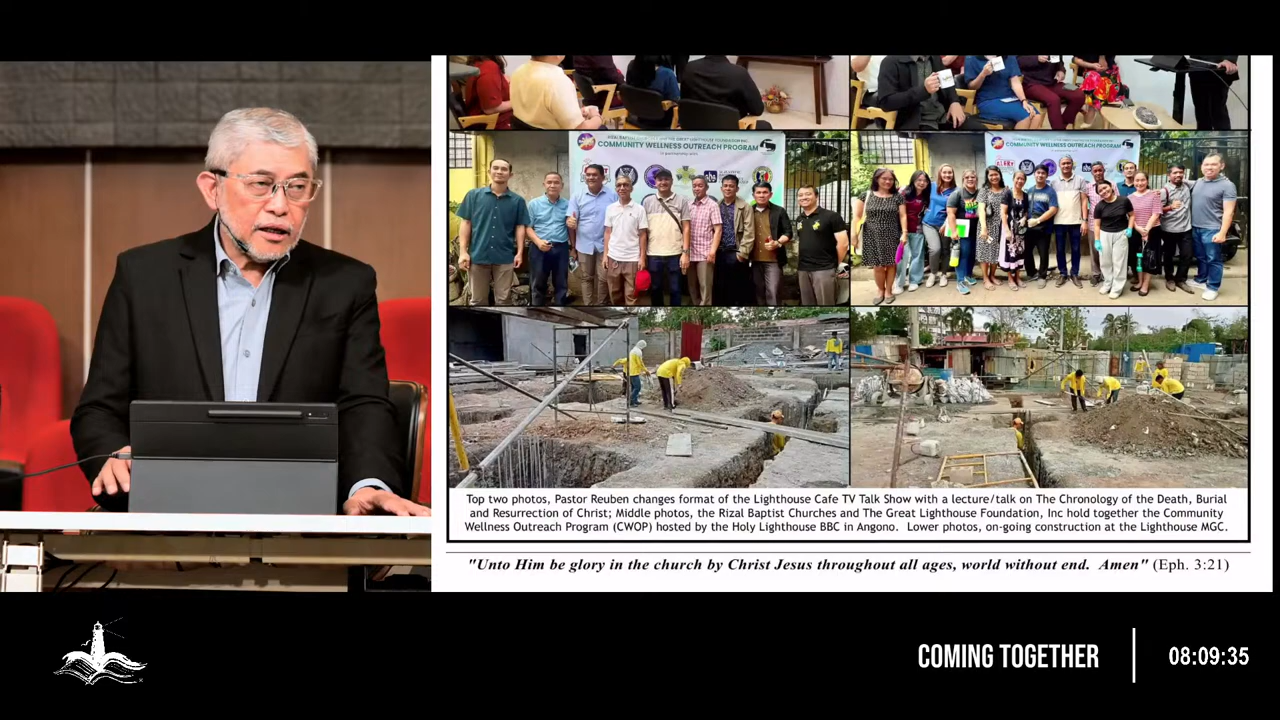 COMMUNITY WELLNESS OUTREACH PROGRAM
COMMUNITY WELLNESS OUTREACH PROGRAM
Top two photos, Pastor Reuben changes format of the Lighthouse Cafe TV Talk Show with a lecture/talk on The Chronology of the Death, Burial
and Resurrection of Christ; Middle photos, the Rizal Baptist Churches and The Great Lighthouse Foundation, Inc hold together the Community
Wellness Outreach Program (CWOP) hosted by the Holy Lighthouse BBC in Angono. Lower photos, on-going construction at the Lighthouse MGC.
"Unto Him be glory in the church by Christ Jesus throughout all ages, world without end. Amen" (Eph. 3:21)
COMING TOGETHER
08:09:35